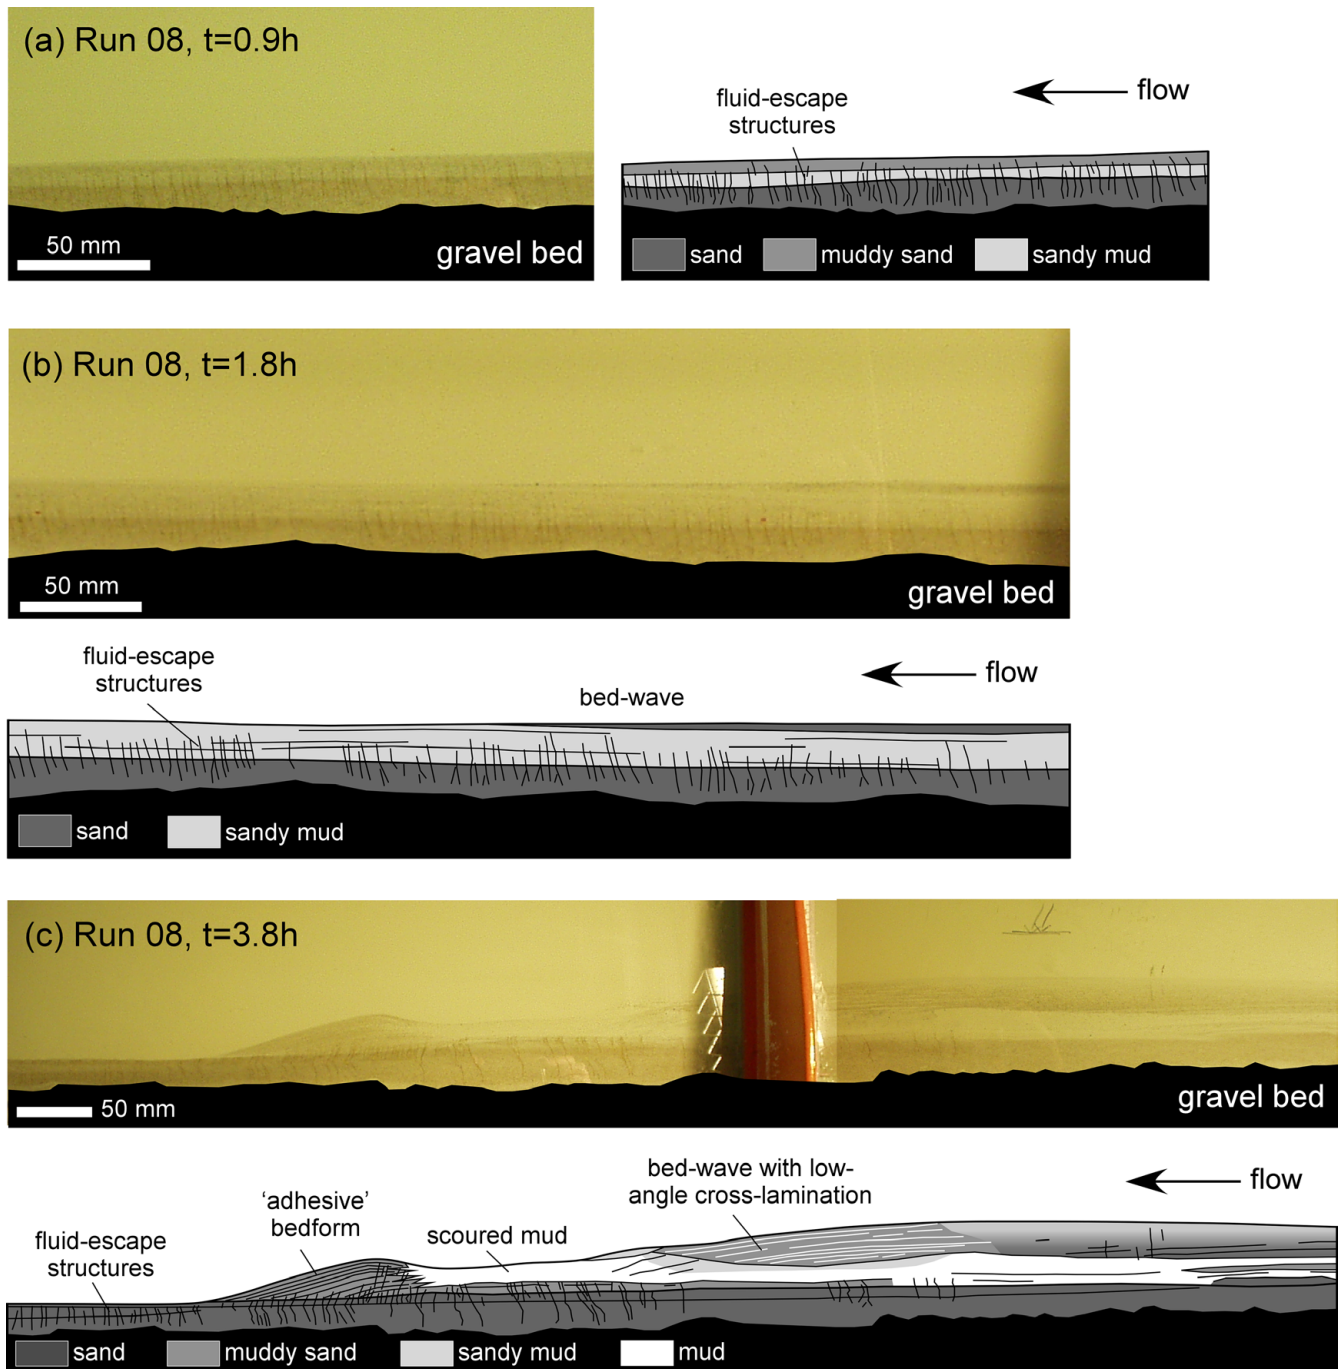 (a) Run 08, t=0.9h
50 mm
gravel bed
fluid-escape
structures
flow
sand
muddy sand
sandy mud
(b) Run 08, t=1.8h
50 mm
gravel bed
fluid-escape
structures
bed-wave
flow
sand
sandy mud
(c) Run 08, t=3.8h
50 mm
gravel bed
fluid-escape
structures
‘adhesive’
bedform
scoured mud
bed-wave with low-
angle cross-lamination
flow
sand
muddy sand
sandy mud
mud